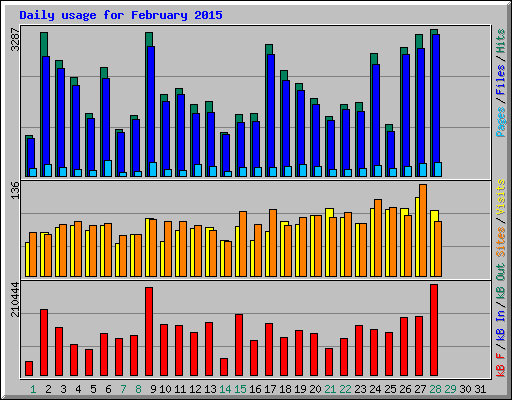 Daily usage for February 2015
3287
136
210444
Pages / Files / Hits
Sites / Visits
kB F / kB In / kB Out
1 2 3 4 5 6 7 8 9 10 11 12 13 14 15 16 17 18 19 20 21 22 23 24 25 26 27 28 29 30 31